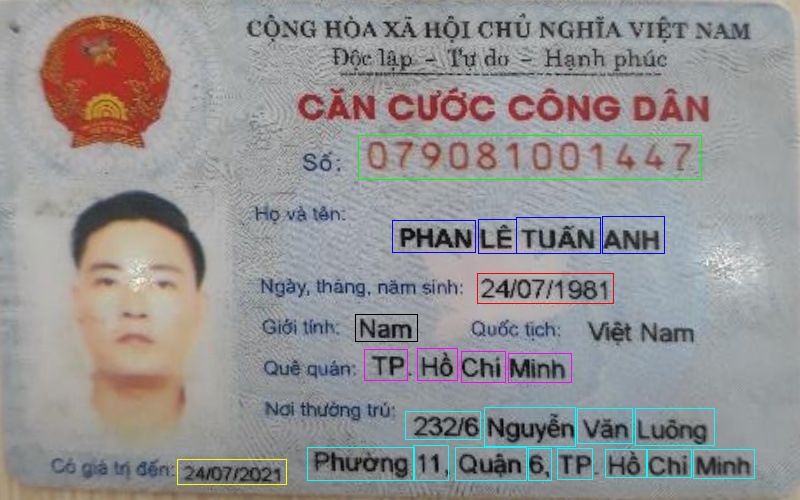 CỘNG HÒA XÃ HỘI CHỦ NGHĨA VIỆT NAM
Độc lập - Tự do - Hạnh phúc
CĂN CƯỚC CÔNG DÂN
Số: 079081001447
Họ và tên:
PHAN LÊ TUẤN ANH
Ngày, tháng, năm sinh: 24/07/1981
Giới tính: Nam Quốc tịch: Việt Nam
Quê quán: TP. Hồ Chí Minh
Nơi thường trú: 232/6 Nguyễn Văn Luông
Phường 11, Quận 6, TP. Hồ Chí Minh
Có giá trị đến: 24/07/2021